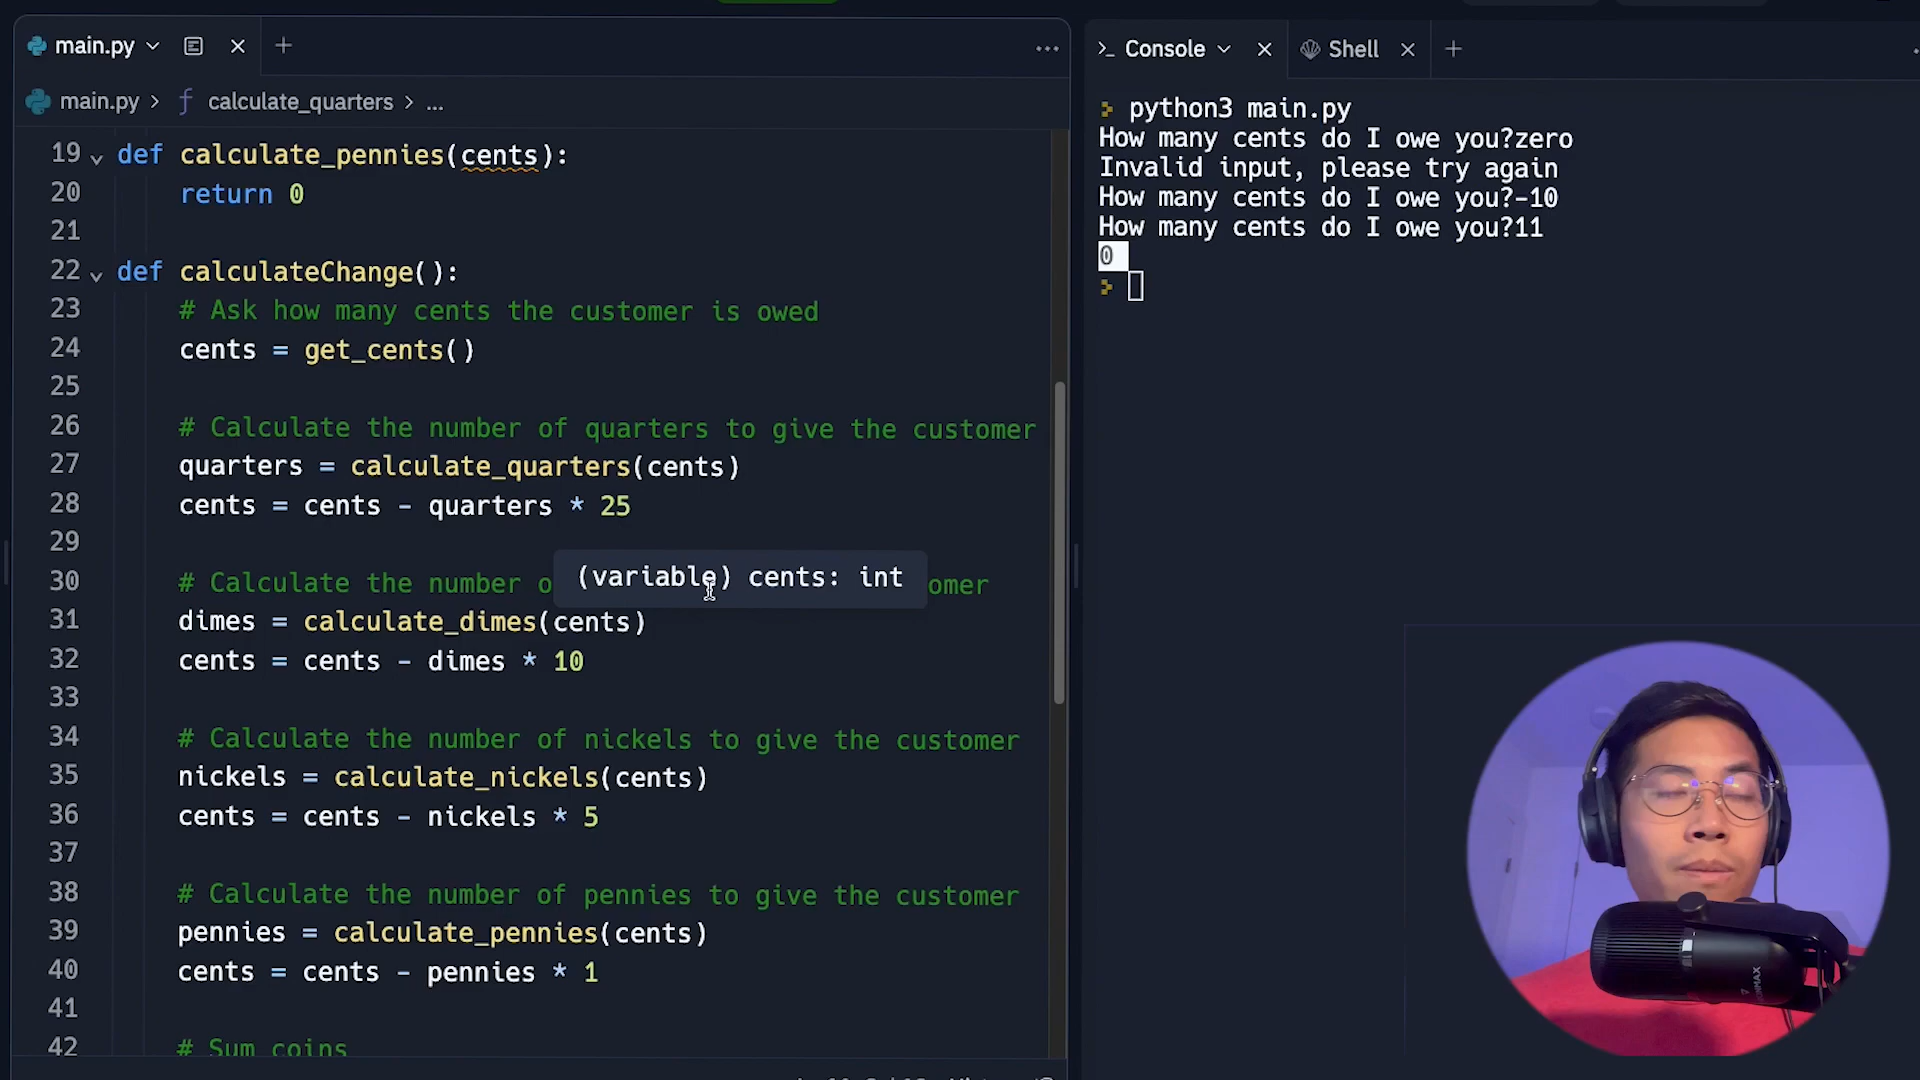 main.py
main.py > calculate_quarters > ...
19 def calculate_pennies(cents):
20 return 0
21
22 def calculateChange():
23 # Ask how many cents the customer is owed
24 cents = get_cents()
25
26 # Calculate the number of quarters to give the customer
27 quarters = calculate_quarters(cents)
28 cents = cents - quarters * 25
29
(variable) cents: int
30 # Calculate the number o omer
31 dimes = calculate_dimes(cents)
32 cents = cents - dimes * 10
33
34 # Calculate the number of nickels to give the customer
35 nickels = calculate_nickels(cents)
36 cents = cents - nickels * 5
37
38 # Calculate the number of pennies to give the customer
39 pennies = calculate_pennies(cents)
40 cents = cents - pennies * 1
41
42 # Sum coins
Console
Shell
python3 main.py
How many cents do I owe you?zero
Invalid input, please try again
How many cents do I owe you?-10
How many cents do I owe you?11
0